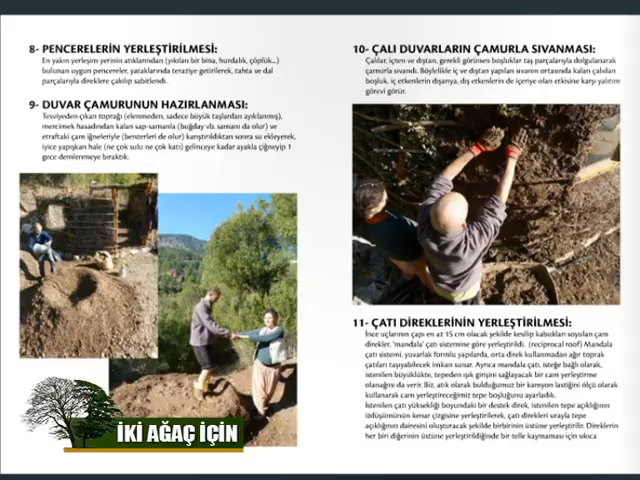 8- PENCERELERİN YERLEŞTİRİLMESİ:
En yakın yerleşim yerinin atıklarından (yıkılan bir bina, hurdalık, çöplük...)
bulunan uygun pencereler, yataklarında teraziye getirilerek, tahta ve dal
parçalarıyla direklere çakılıp sabitlendi.
9- DUVAR ÇAMURUNUN HAZIRLANMASI:
Tesviyeden çıkan toprağı (elenmeden, sadece büyük taşlardan ayıklanmış),
mercimek hasadından kalan sap-samanla (buğday vb. samanı da olur) ve
etraftaki çam iğneleriyle (benzerleri de olur) karıştırıldıktan sonra su ekleyerek,
iyice yapışkan hale (ne çok sulu ne çok katı) gelinceye kadar ayakla çiğneyip 1
gece demlenmeye bıraktık.
10- ÇALI DUVARLARIN ÇAMURLA SIVANMASI:
Çalılar, içten ve dıştan, gerekli görünen boşluklar taş parçalarıyla dolgulanarak
çamurla sıvandı. Böylelikle iç ve dıştan yapılan sıvanın ortasında kalan çalıdan
boşluk, iç etkenlerin dışarıya, dış etkenlerin de içeriye olan etkisine karşı yalıtım
görevi görür.
11- ÇATI DİREKLERİNİN YERLEŞTİRİLMESİ:
İnce uçlarının çapı en az 15 cm olacak şekilde kesilip kabukları soyulan çam
direkler, 'mandala' çatı sistemine göre yerleştirildi. (reciprocal roof) Mandala
çatı sistemi, yuvarlak formlu yapılarda, orta direk kullanmadan ağır toprak
çatıları taşıyabilecek imkan sunar. Ayrıca mandala çatı, isteğe bağlı olarak,
istenilen büyüklükte, tepeden ışık girişini sağlayacak bir cam yerleştirme
olanağını da verir. Biz, atık olarak bulduğumuz bir kamyon lastiğini ölçü olarak
kullanarak cam yerleştireceğimiz tepe boşluğunu ayarladık.
İstenilen çatı yüksekliği boyundaki bir destek direk, istenilen tepe açıklığının
izdüşümünün kenar çizgisine yerleştirilerek, çatı direkleri sırayla tepe
açıklığının dairesini oluşturacak şekilde birbirinin üstüne yerleştirilir. Direklerin
her biri diğerinin üstüne yerleştirildiğinde bir telle kaymaması için sıkıca
İKİ AĞAÇ İÇİN